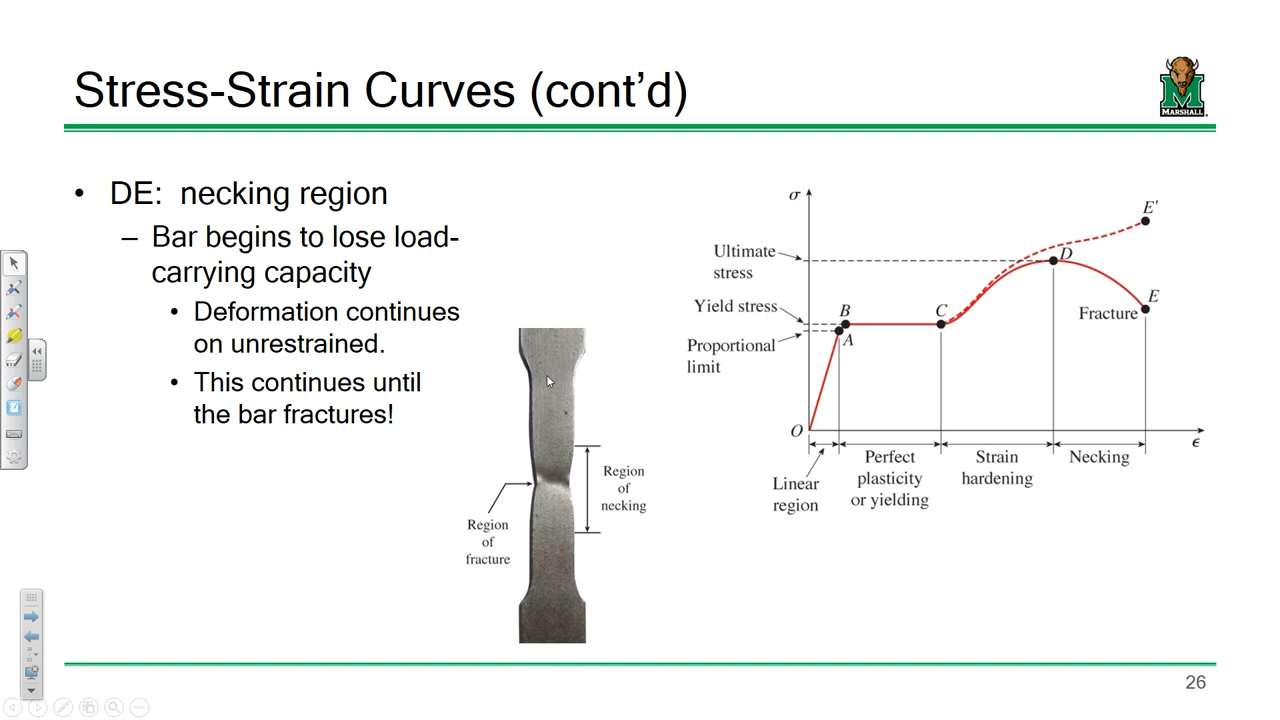 Stress-Strain Curves (cont’d)
MARSHALL
• DE: necking region
– Bar begins to lose load-
carrying capacity
• Deformation continues
on unrestrained.
• This continues until
the bar fractures!
Region
of
necking
Region
of
fracture
σ
E′
Ultimate
stress
D
Yield stress
B
C
E
Fracture
A
Proportional
limit
O
ϵ
Perfect
plasticity
or yielding
Strain
hardening
Necking
Linear
region
26